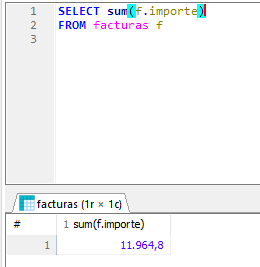 1 SELECT sum(f.importe)
2 FROM facturas f
3
facturas (1r × 1c)
# 1 sum(f.importe)
1 11.964,8